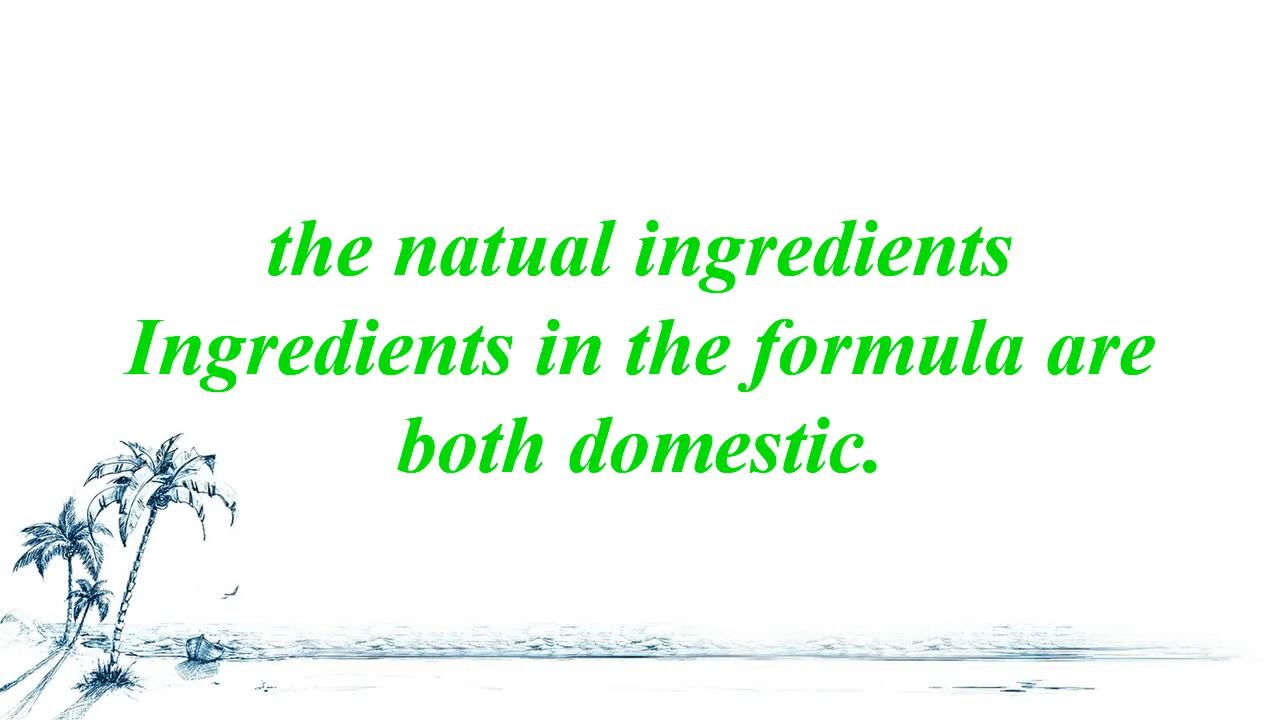 the natual ingredients
Ingredients in the formula are
both domestic.